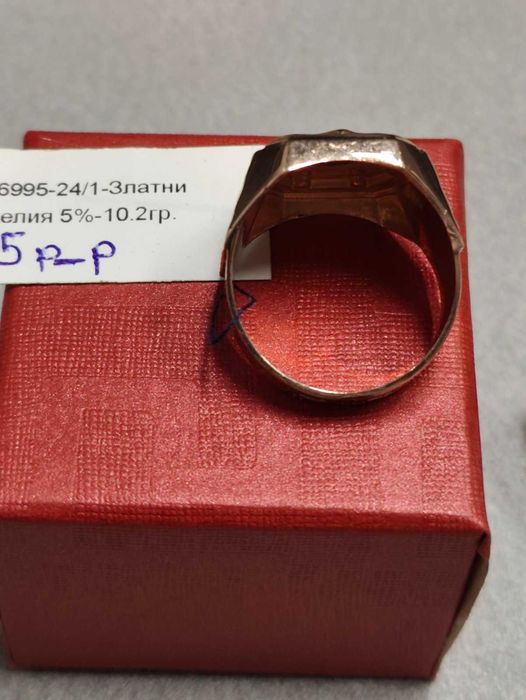 6995-24/1-Златни
елия 5%-10.2гр.
5 р-р